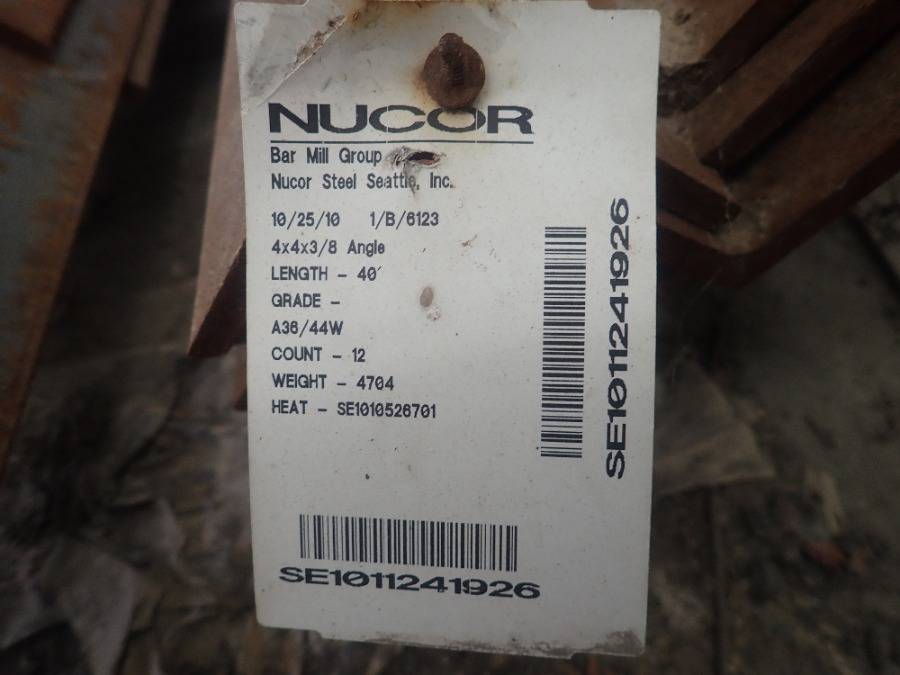 NUCOR
Bar Mill Group
Nucor Steel Seattle, Inc.
10/25/10 1/B/6123
4x4x3/8 Angle
LENGTH - 40'
GRADE -
A36/44W
COUNT - 12
WEIGHT - 4704
HEAT - SE1010526701
SE1011241926
SE1011241926